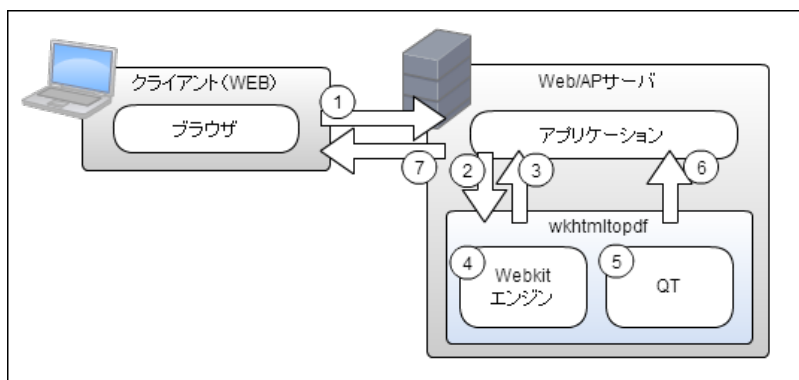 クライアント(WEB)
ブラウザ
1
7
Web/APサーバ
アプリケーション
2
3
6
wkhtmltopdf
4
Webkit
エンジン
5
QT